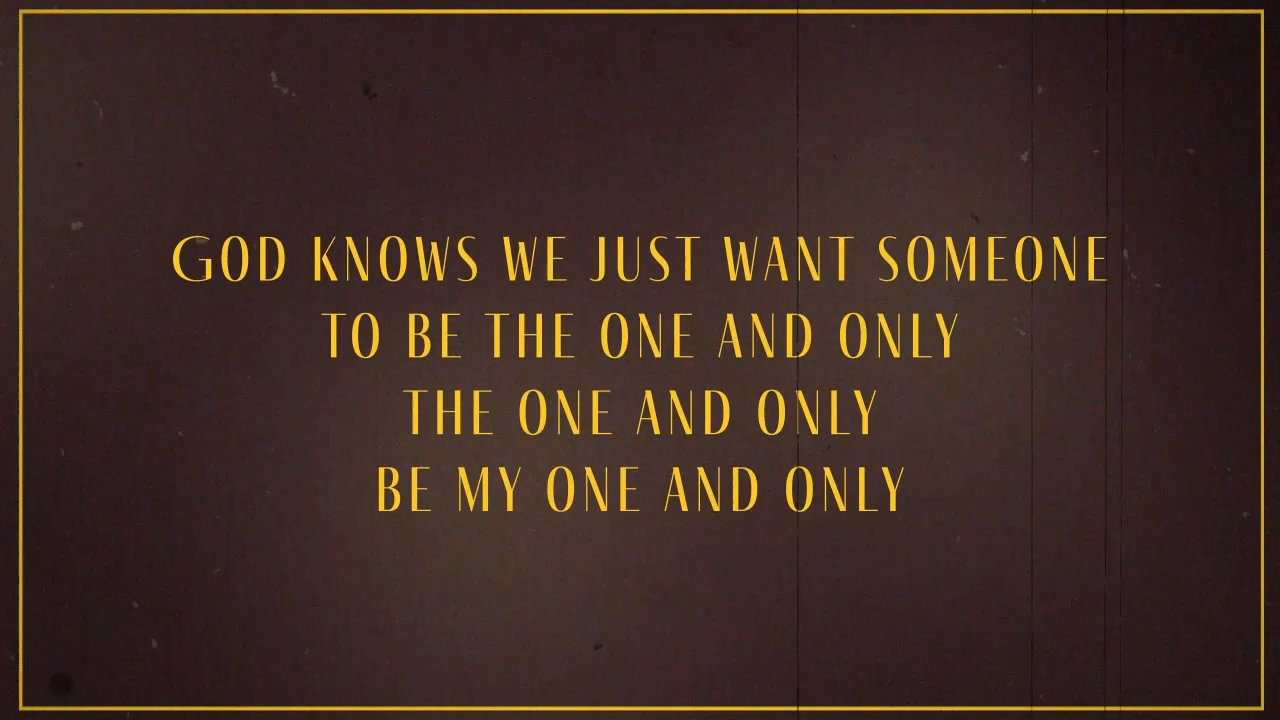 GOD KNOWS WE JUST WANT SOMEONE
TO BE THE ONE AND ONLY
THE ONE AND ONLY
BE MY ONE AND ONLY